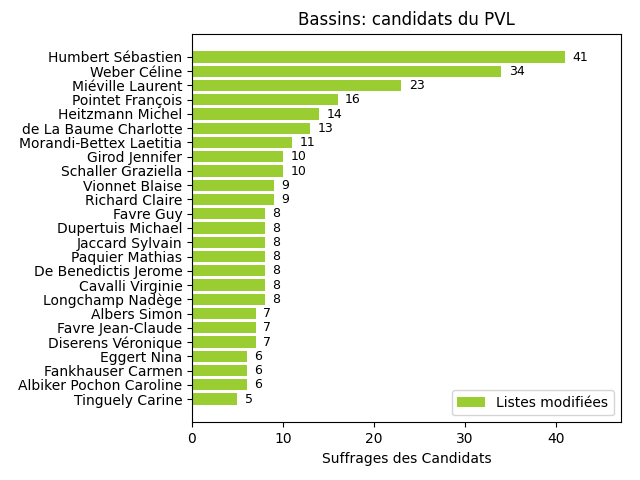 Bassins: candidats du PVL
Humbert Sébastien 41
Weber Céline 34
Miéville Laurent 23
Pointet François 16
Heitzmann Michel 14
de La Baume Charlotte 13
Morandi-Bettex Laetitia 11
Girod Jennifer 10
Schaller Graziella 10
Vionnet Blaise 9
Richard Claire 9
Favre Guy 8
Dupertuis Michael 8
Jaccard Sylvain 8
Paquier Mathias 8
De Benedictis Jerome 8
Cavalli Virginie 8
Longchamp Nadège 8
Albers Simon 7
Favre Jean-Claude 7
Diserens Véronique 7
Eggert Nina 6
Fankhauser Carmen 6
Albiker Pochon Caroline 6
Tinguely Carine 5
Listes modifiées
0 10 20 30 40
Suffrages des Candidats